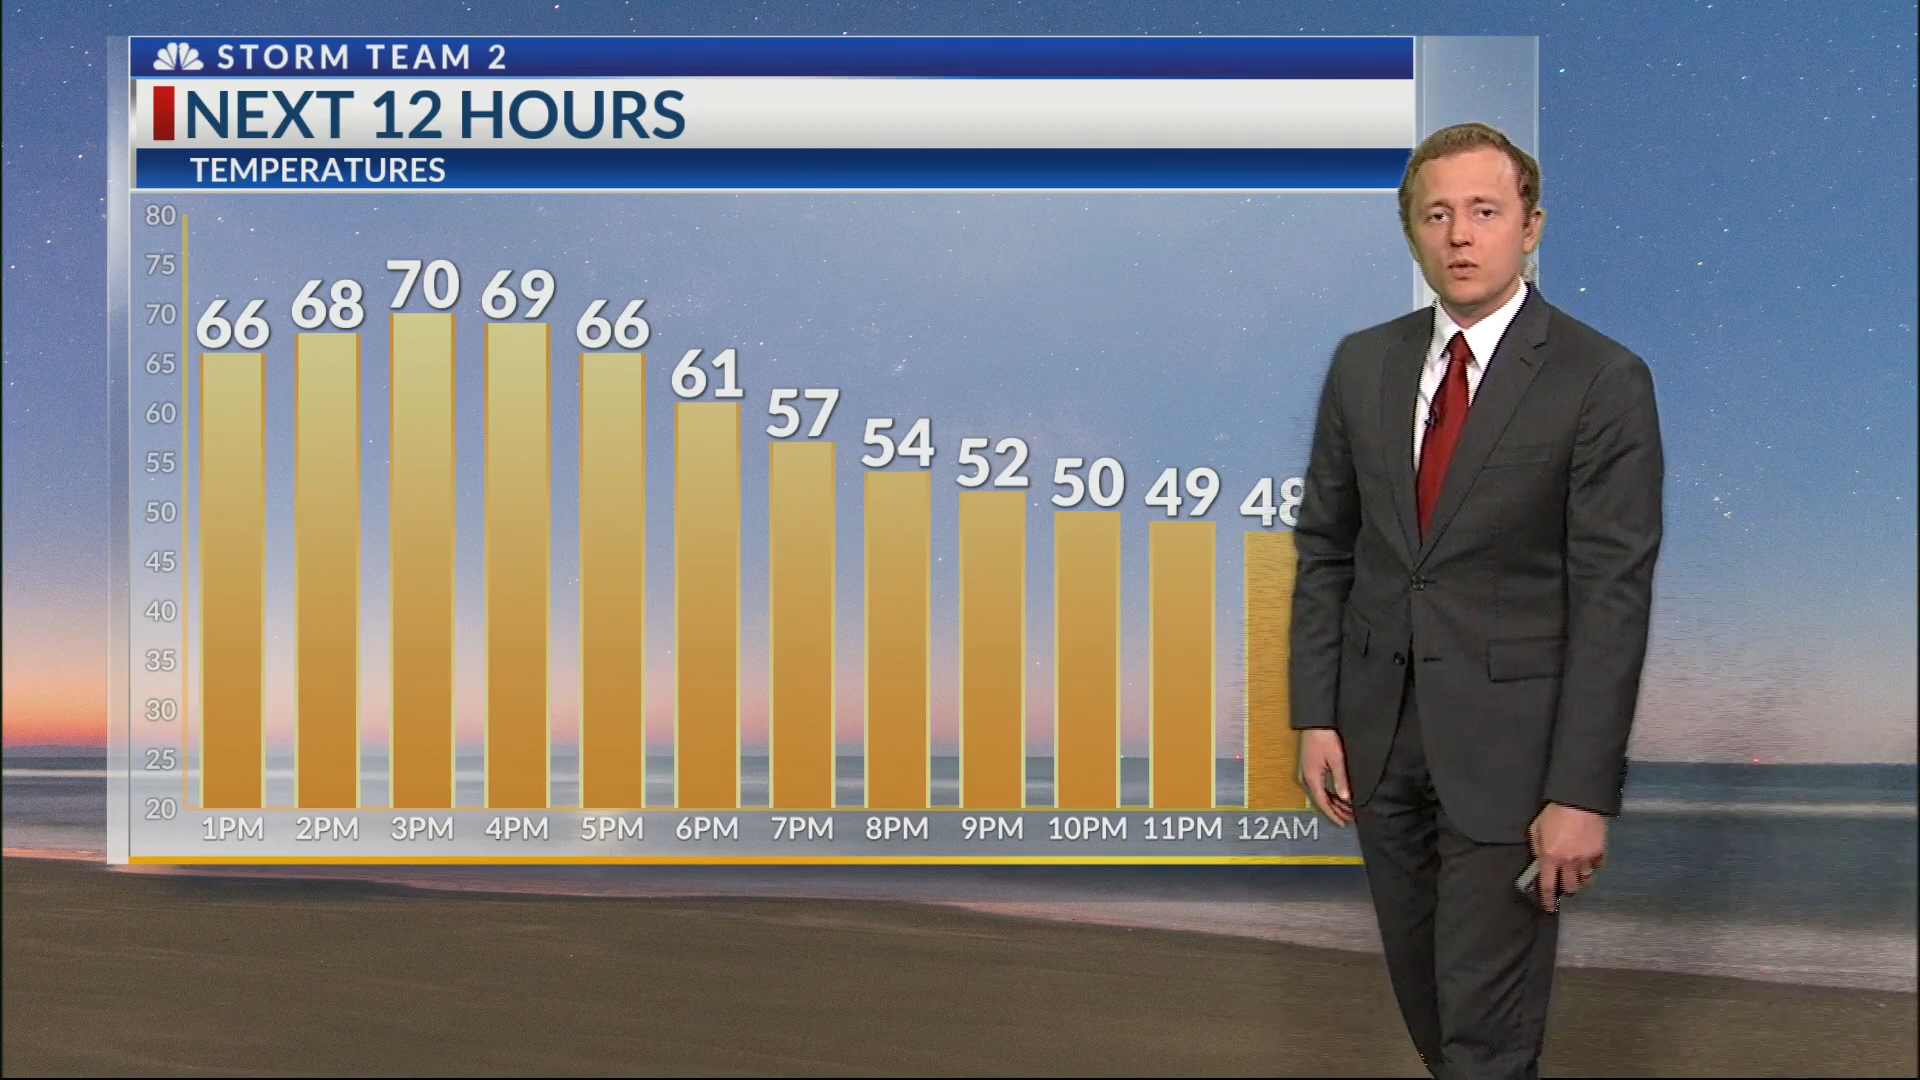 STORM TEAM 2
NEXT 12 HOURS
TEMPERATURES
80
75
70
65
60
55
50
45
40
35
30
25
20
66 68 70 69 66 61 57 54 52 50 49 48
1PM 2PM 3PM 4PM 5PM 6PM 7PM 8PM 9PM 10PM 11PM 12AM